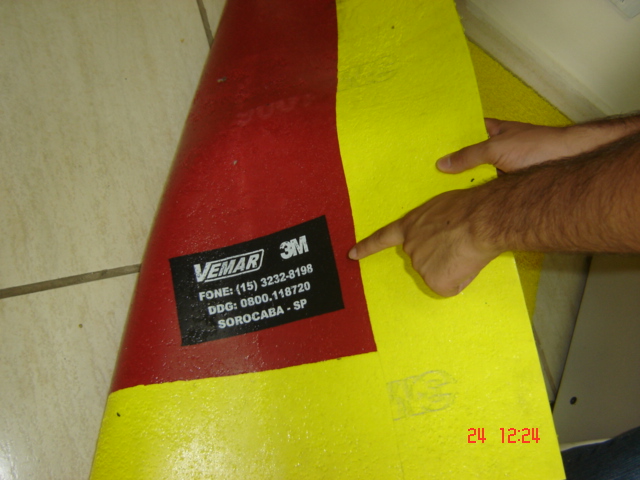 VEMAR 3M
FONE: (15) 3232-8198
DDG: 0800.118720
SOROCABA - SP
24 12:24